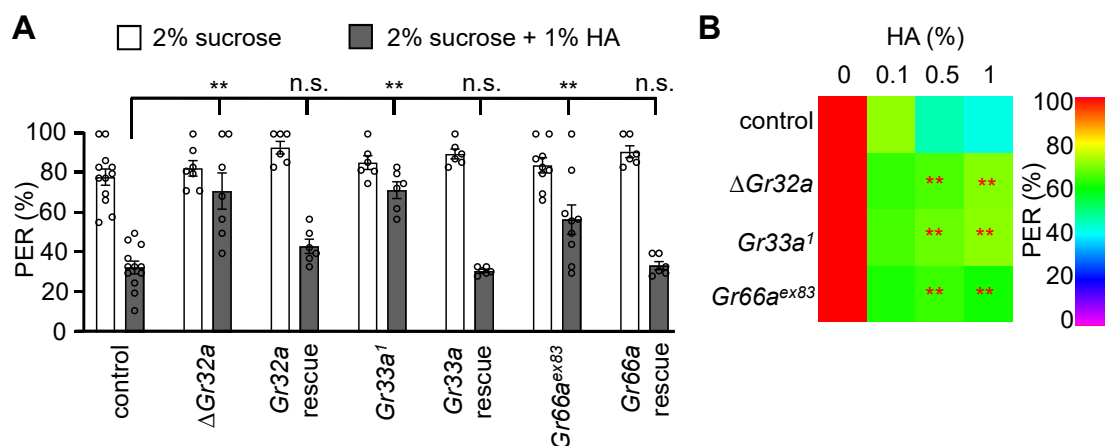 A
2% sucrose
2% sucrose + 1% HA
** n.s. ** n.s. ** n.s.
PER (%)
100
80
60
40
20
0
control
ΔGr32a
Gr32a
rescue
Gr33a¹
Gr33a
rescue
Gr66aᵉˣ⁸³
Gr66a
rescue
B
HA (%)
0 0.1 0.5 1
control
ΔGr32a ** **
Gr33a¹ ** **
Gr66aᵉˣ⁸³ ** **
PER (%)
100
80
60
40
20
0